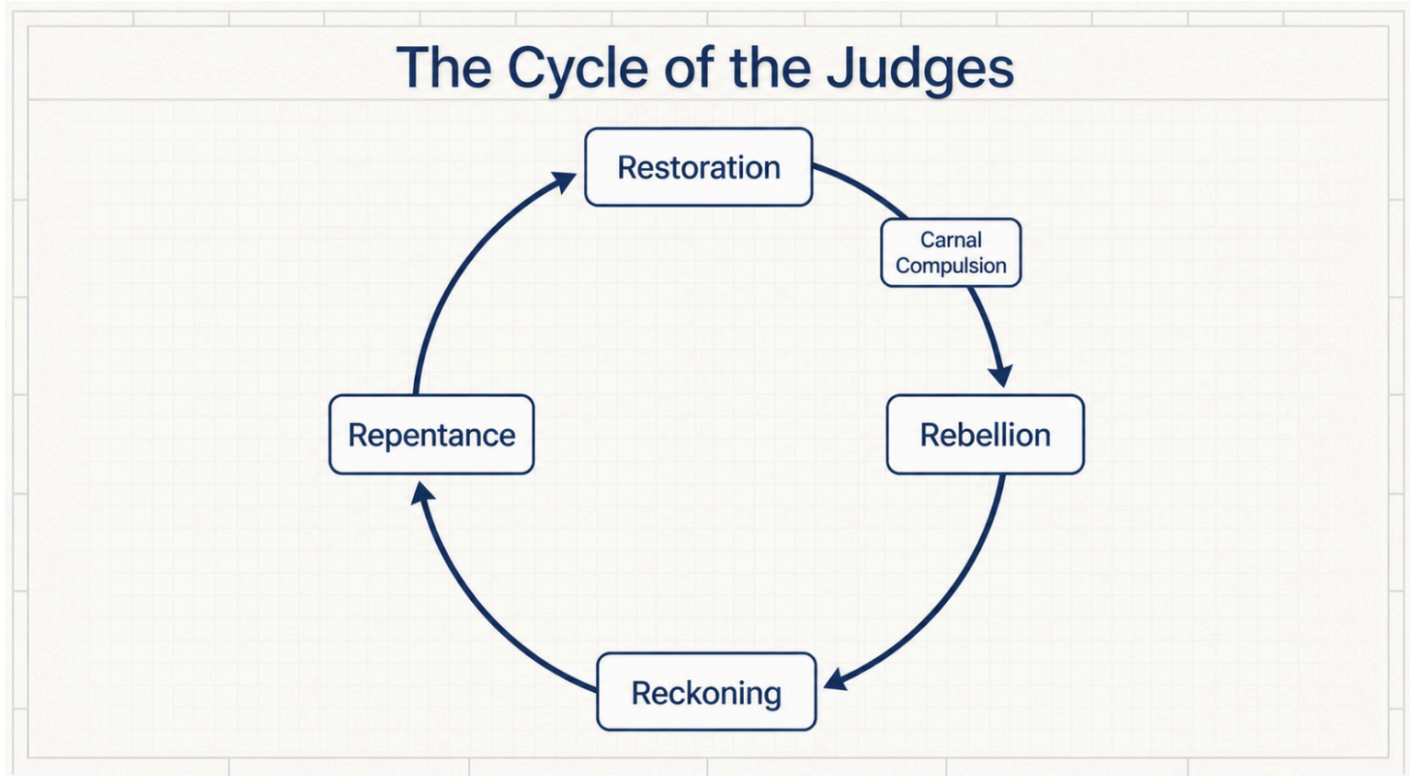 The Cycle of the Judges
Restoration
Carnal
Compulsion
Repentance
Rebellion
Reckoning